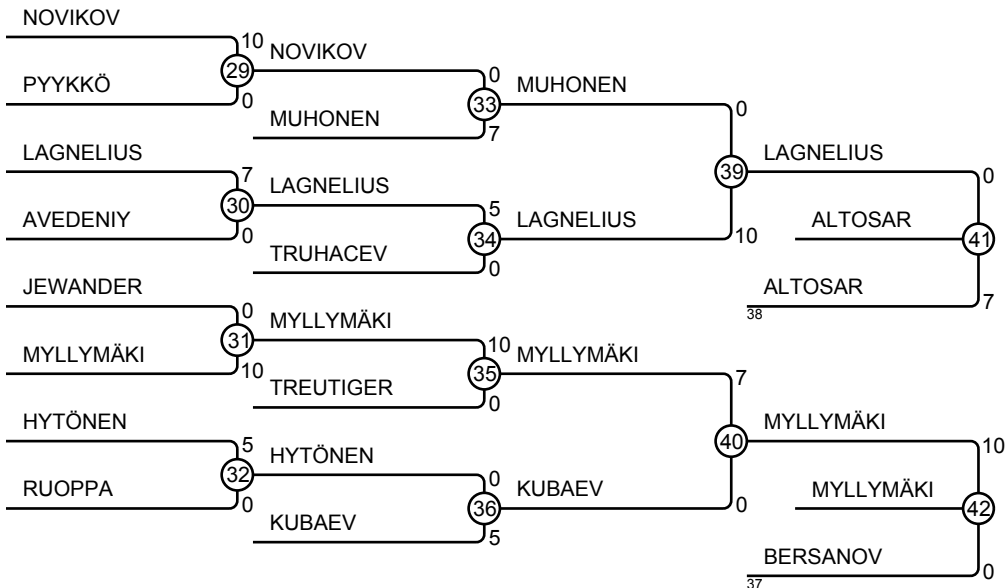 NOVIKOV
10
29
NOVIKOV
PYYKKÖ
0
0
33
MUHONEN
MUHONEN
7
0
LAGNELIUS
7
30
LAGNELIUS
39
LAGNELIUS
AVEDENIY
0
5
34
LAGNELIUS
10
TRUHACEV
0
0
ALTOSAR
41
ALTOSAR
38
7
JEWANDER
0
31
MYLLYMÄKI
MYLLYMÄKI
10
10
35
MYLLYMÄKI
TREUTIGER
0
7
HYTÖNEN
5
32
HYTÖNEN
40
MYLLYMÄKI
RUOPPA
0
0
36
KUBAEV
0
KUBAEV
5
10
MYLLYMÄKI
42
BERSANOV
37
0